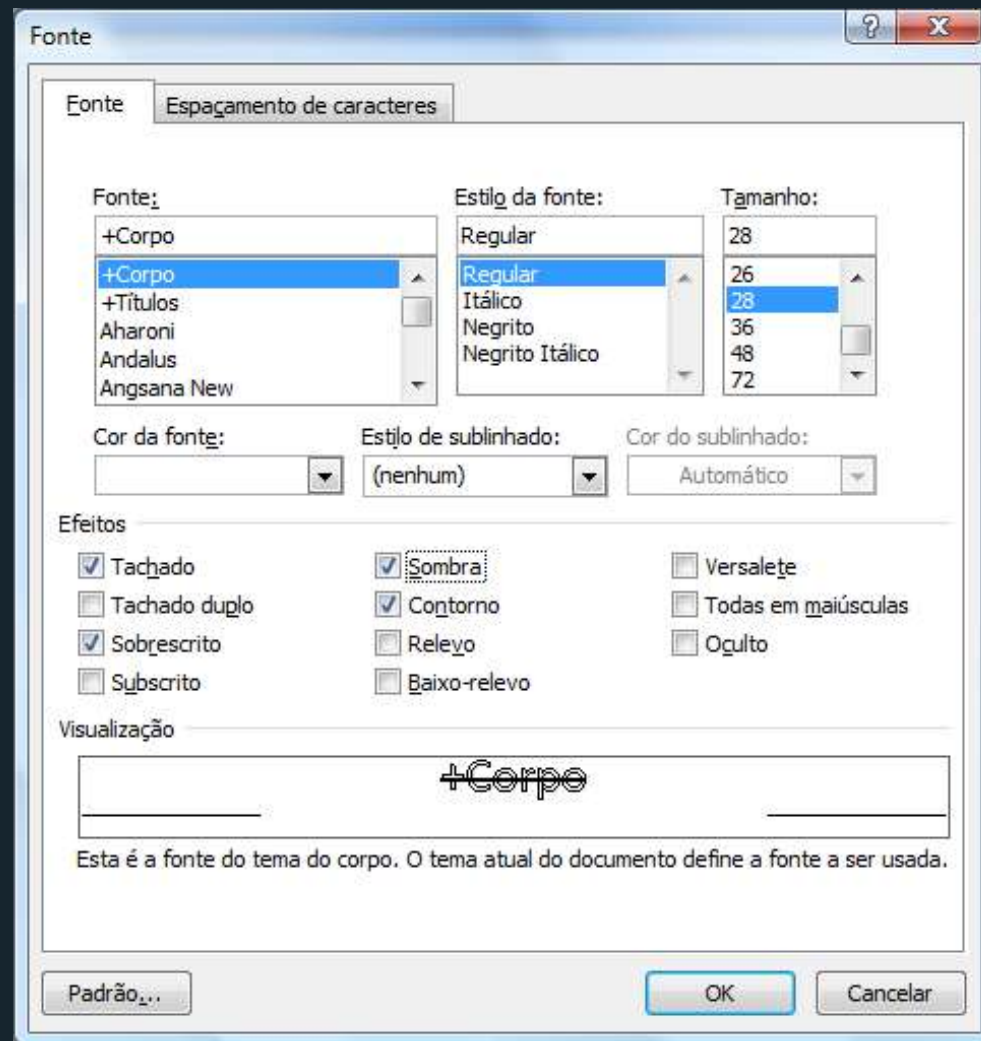 Fonte
Fonte
Espaçamento de caracteres
Fonte:
Estilo da fonte:
Tamanho:
+Corpo
Regular
28
+Corpo
+Títulos
Aharoni
Andalus
Angsana New
Regular
Itálico
Negrito
Negrito Itálico
26
28
36
48
72
Cor da fonte:
Estilo de sublinhado:
Cor do sublinhado:
(nenhum)
Automático
Efeitos
Tachado
Sombra
Versalete
Tachado duplo
Contorno
Todas em maiúsculas
Sobrescrito
Relevo
Oculto
Subscrito
Baixo-relevo
Visualização
+Corpo
Esta é a fonte do tema do corpo. O tema atual do documento define a fonte a ser usada.
Padrão...
OK
Cancelar